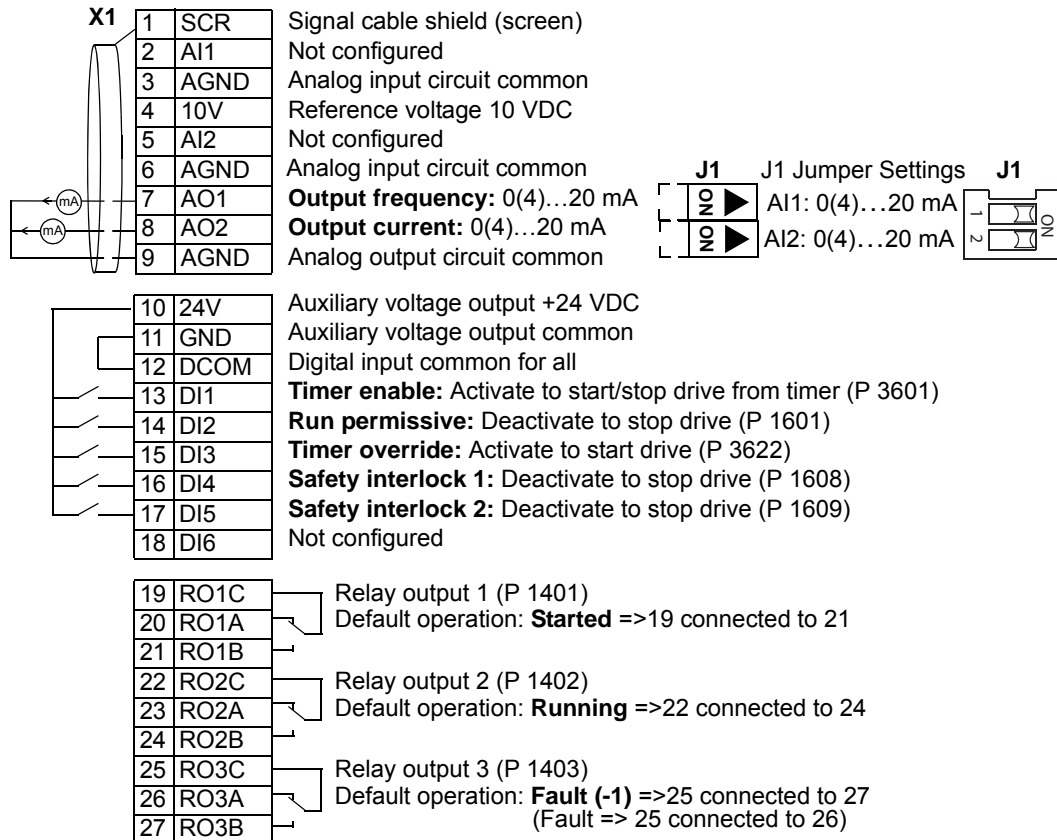 X1
1 SCR Signal cable shield (screen)
2 AI1 Not configured
3 AGND Analog input circuit common
4 10V Reference voltage 10 VDC
5 AI2 Not configured
6 AGND Analog input circuit common
7 AO1 Output frequency: 0(4)…20 mA
8 AO2 Output current: 0(4)…20 mA
9 AGND Analog output circuit common
mA
mA
J1 J1 Jumper Settings J1
ON AI1: 0(4)…20 mA
ON AI2: 0(4)…20 mA
1
2
ON
10 24V Auxiliary voltage output +24 VDC
11 GND Auxiliary voltage output common
12 DCOM Digital input common for all
13 DI1 Timer enable: Activate to start/stop drive from timer (P 3601)
14 DI2 Run permissive: Deactivate to stop drive (P 1601)
15 DI3 Timer override: Activate to start drive (P 3622)
16 DI4 Safety interlock 1: Deactivate to stop drive (P 1608)
17 DI5 Safety interlock 2: Deactivate to stop drive (P 1609)
18 DI6 Not configured
19 RO1C Relay output 1 (P 1401)
20 RO1A Default operation: Started =>19 connected to 21
21 RO1B
22 RO2C Relay output 2 (P 1402)
23 RO2A Default operation: Running =>22 connected to 24
24 RO2B
25 RO3C Relay output 3 (P 1403)
26 RO3A Default operation: Fault (-1) =>25 connected to 27
27 RO3B (Fault => 25 connected to 26)